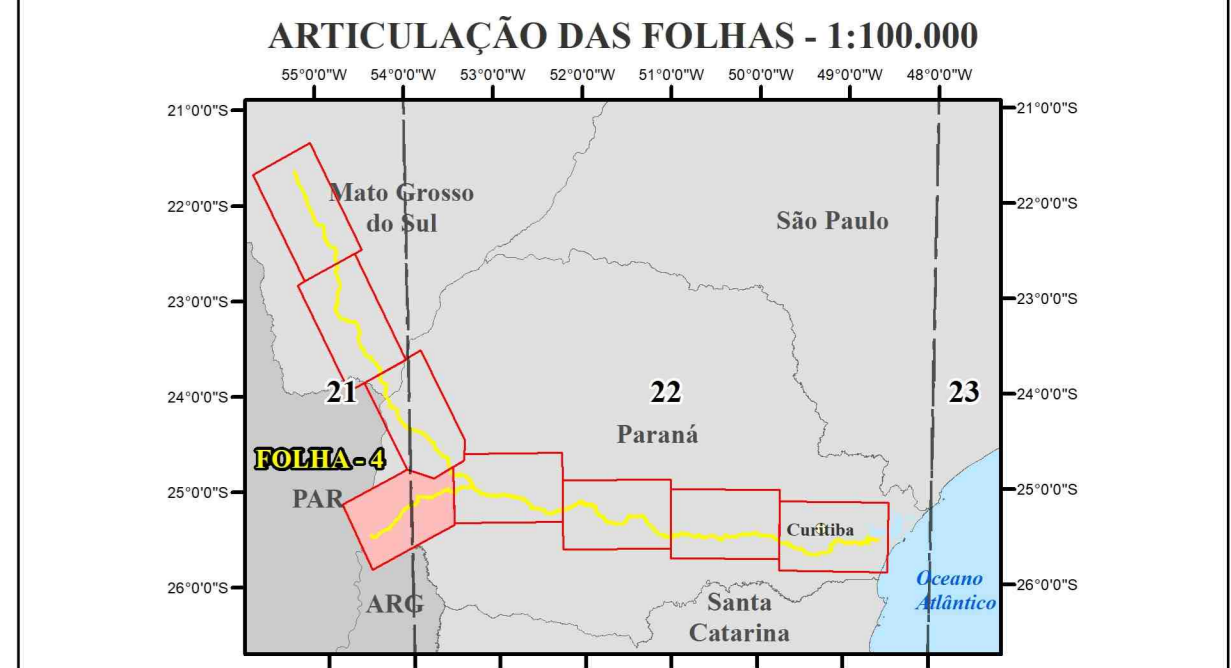 ARTICULAÇÃO DAS FOLHAS - 1:100.000
55°0'0"W 54°0'0"W 53°0'0"W 52°0'0"W 51°0'0"W 50°0'0"W 49°0'0"W 48°0'0"W
21°0'0"S 21°0'0"S
Mato Grosso
do Sul
22°0'0"S 22°0'0"S
São Paulo
23°0'0"S 23°0'0"S
21 22 23
24°0'0"S 24°0'0"S
Paraná
FOLHA - 4
PAR
25°0'0"S 25°0'0"S
Curitiba
26°0'0"S 26°0'0"S
Oceano
Atlântico
ARG
Santa
Catarina